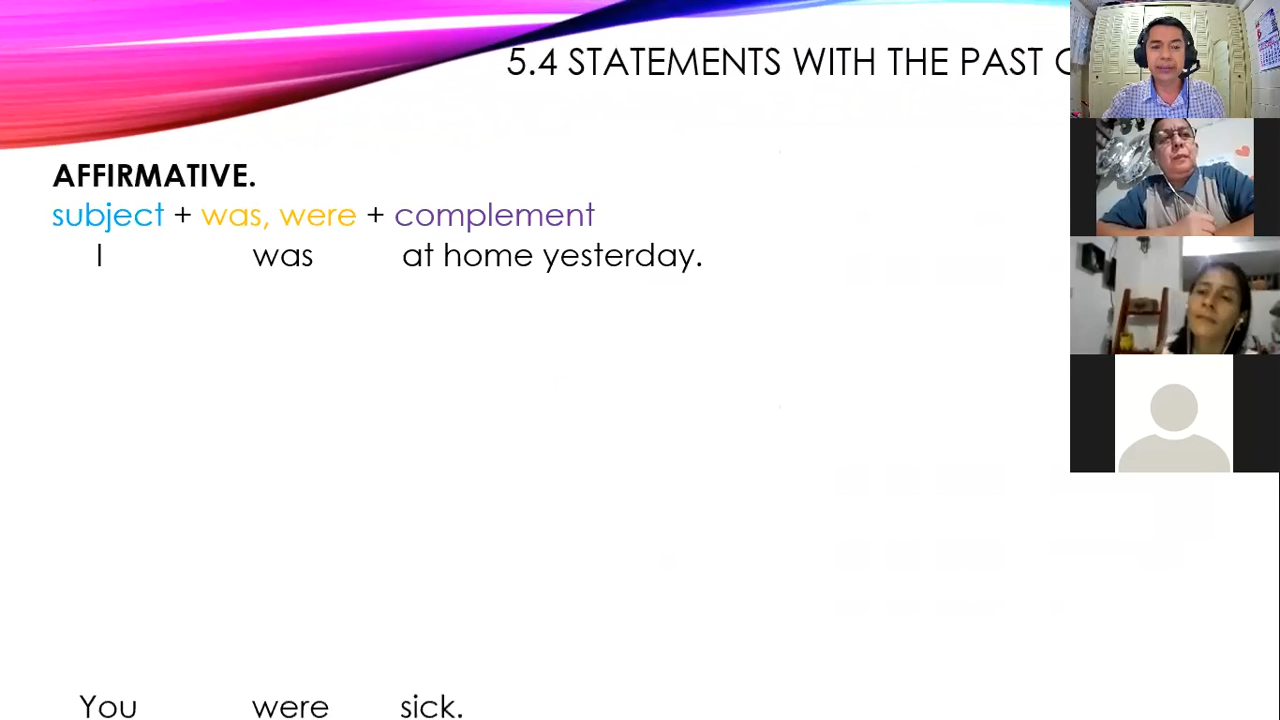 5.4 STATEMENTS WITH THE PAST
AFFIRMATIVE.
subject + was, were + complement
I was at home yesterday.
You were sick.